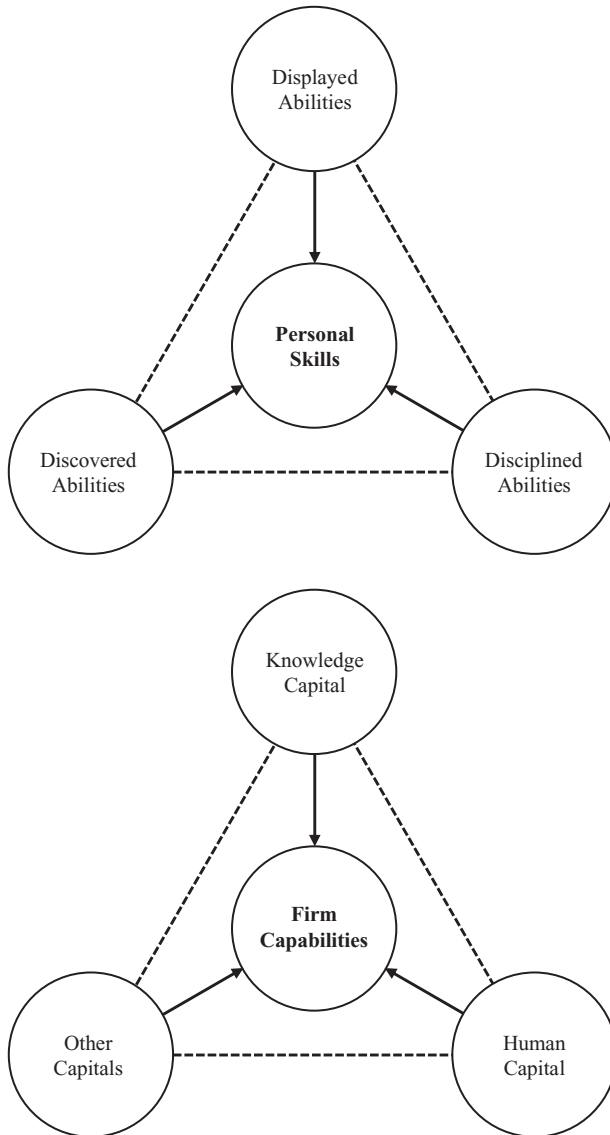 Displayed
Abilities
Personal
Skills
Discovered
Abilities
Disciplined
Abilities
Knowledge
Capital
Firm
Capabilities
Other
Capitals
Human
Capital